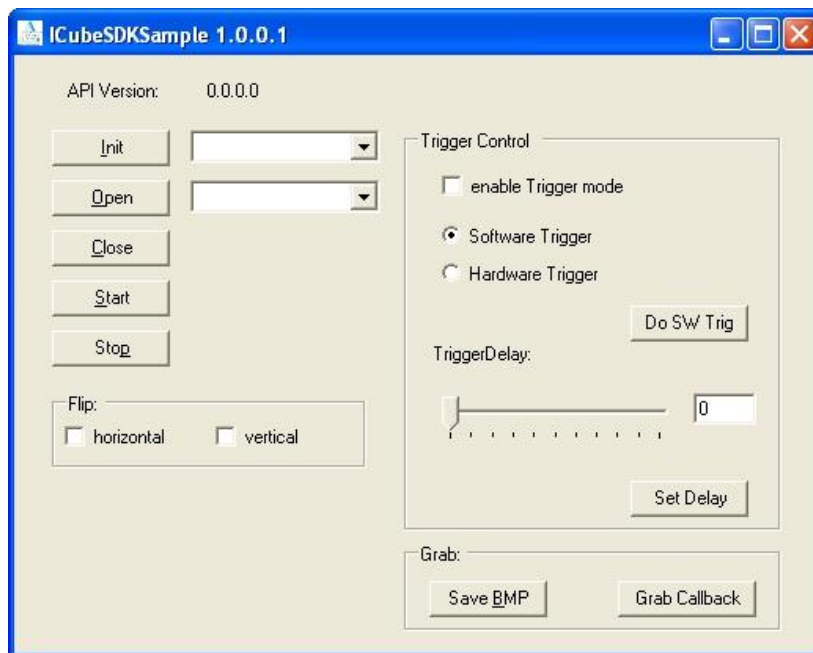 ICubeSDKSample 1.0.0.1
API Version: 0.0.0.0
Init
Open
Close
Start
Stop
Flip:
horizontal vertical
Trigger Control
enable Trigger mode
Software Trigger
Hardware Trigger
Do SW Trig
TriggerDelay:
0
Set Delay
Grab:
Save BMP Grab Callback